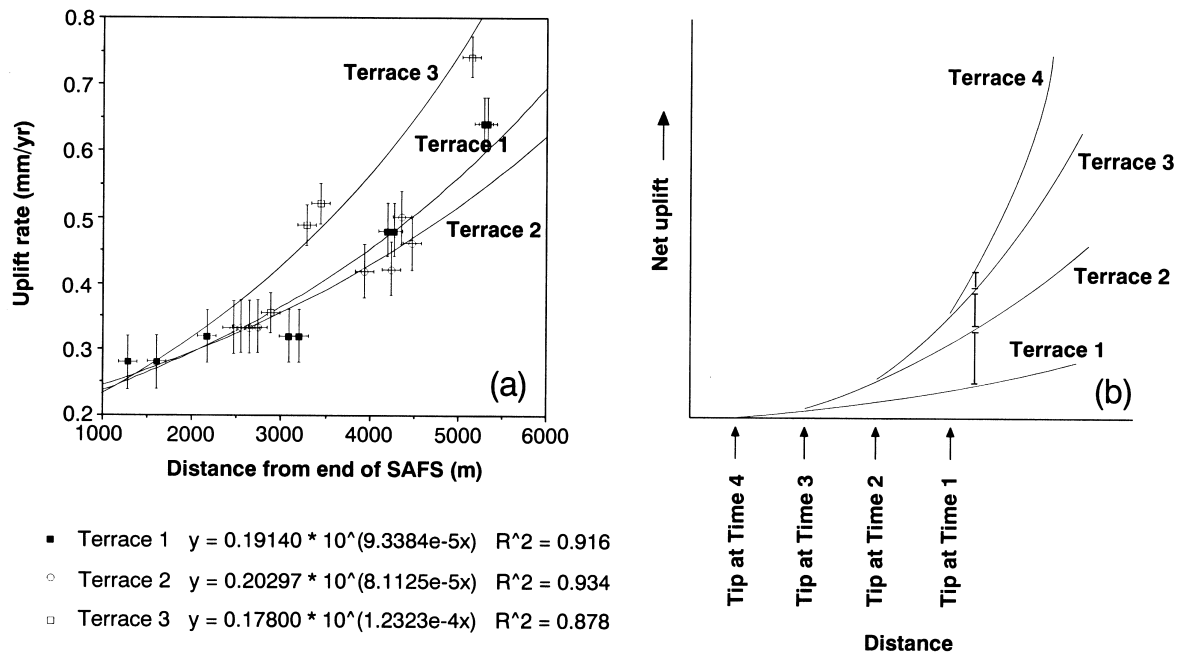 0.8
0.7
0.6
0.5
0.4
0.3
0.2
Uplift rate (mm/yr)
Terrace 3
Terrace 1
Terrace 2
(a)
1000 2000 3000 4000 5000 6000
Distance from end of SAFS (m)
Terrace 1 y = 0.19140 * 10^(9.3384e-5x) R^2 = 0.916
Terrace 2 y = 0.20297 * 10^(8.1125e-5x) R^2 = 0.934
Terrace 3 y = 0.17800 * 10^(1.2323e-4x) R^2 = 0.878
Net uplift
Terrace 4
Terrace 3
Terrace 2
Terrace 1
(b)
Tip at Time 4
Tip at Time 3
Tip at Time 2
Tip at Time 1
Distance